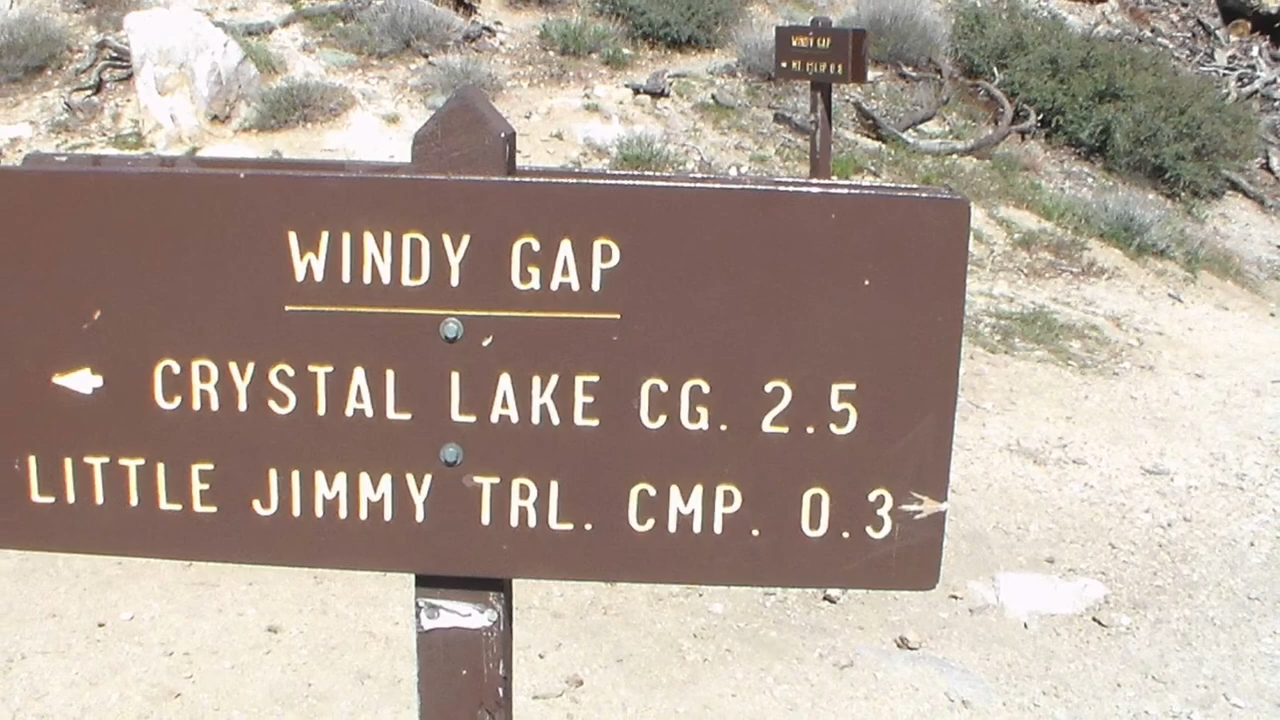 WINDY GAP
WINDY GAP
CRYSTAL LAKE CG. 2.5
LITTLE JIMMY TRL. CMP. 0.3